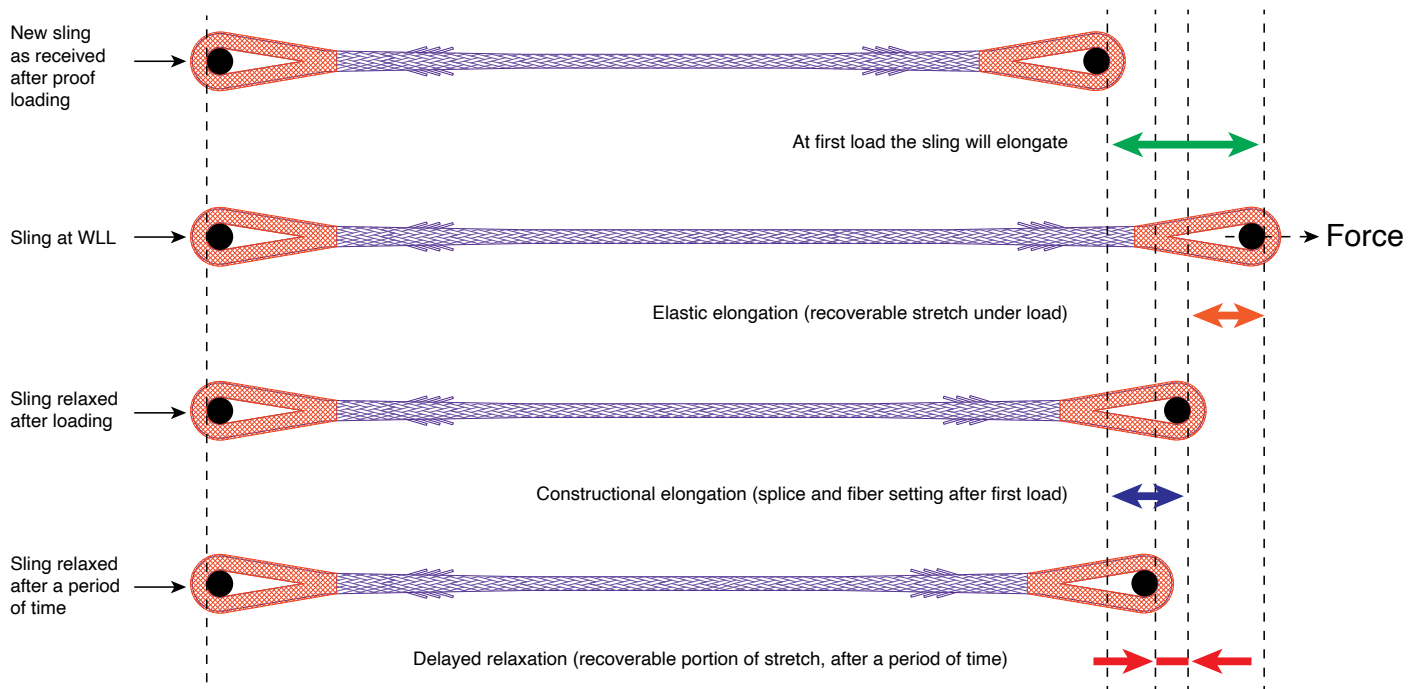 New sling
as received
after proof
loading
At first load the sling will elongate
Sling at WLL
Force
Elastic elongation (recoverable stretch under load)
Sling relaxed
after loading
Constructional elongation (splice and fiber setting after first load)
Sling relaxed
after a period
of time
Delayed relaxation (recoverable portion of stretch, after a period of time)